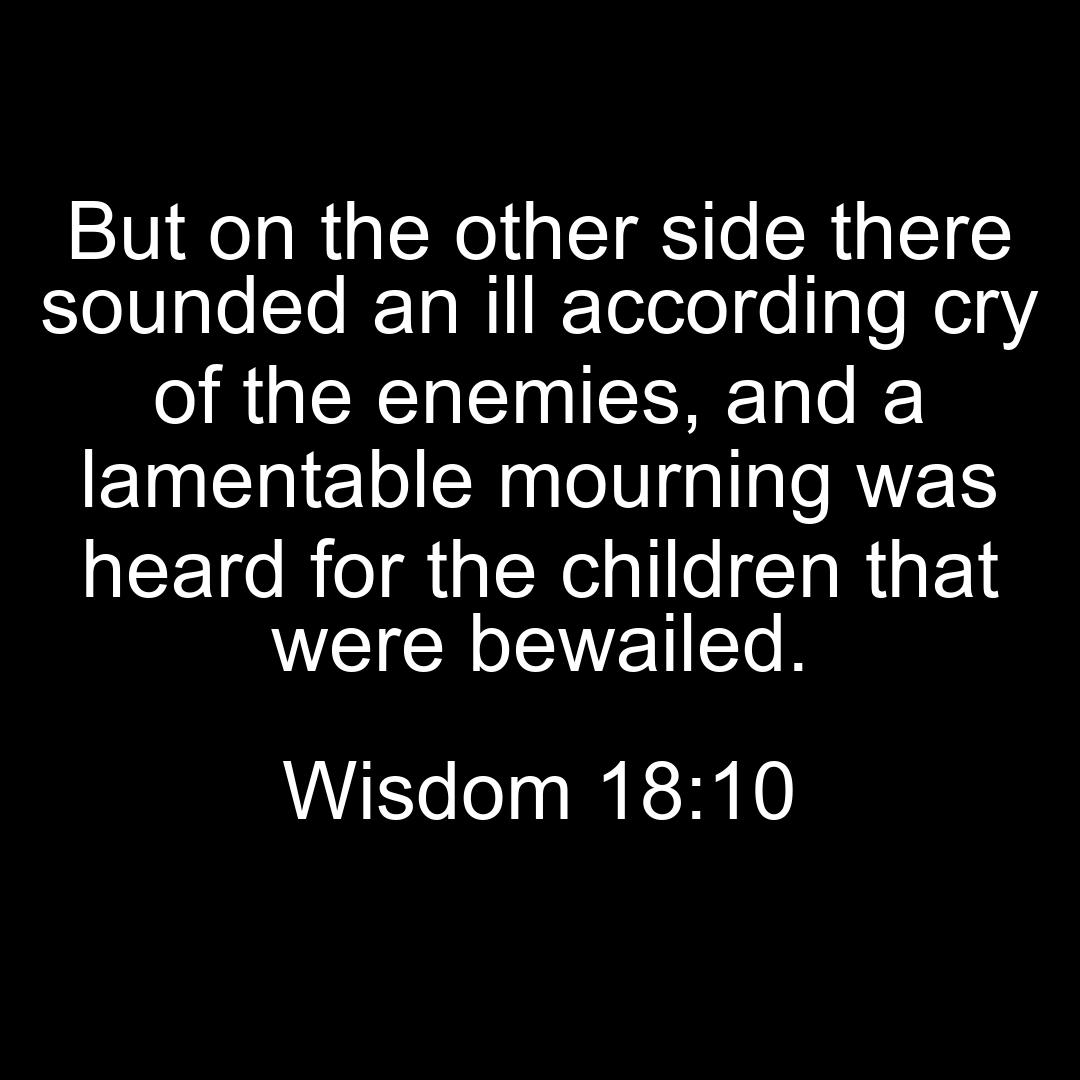 But on the other side there
sounded an ill according cry
of the enemies, and a
lamentable mourning was
heard for the children that
were bewailed.
Wisdom 18:10